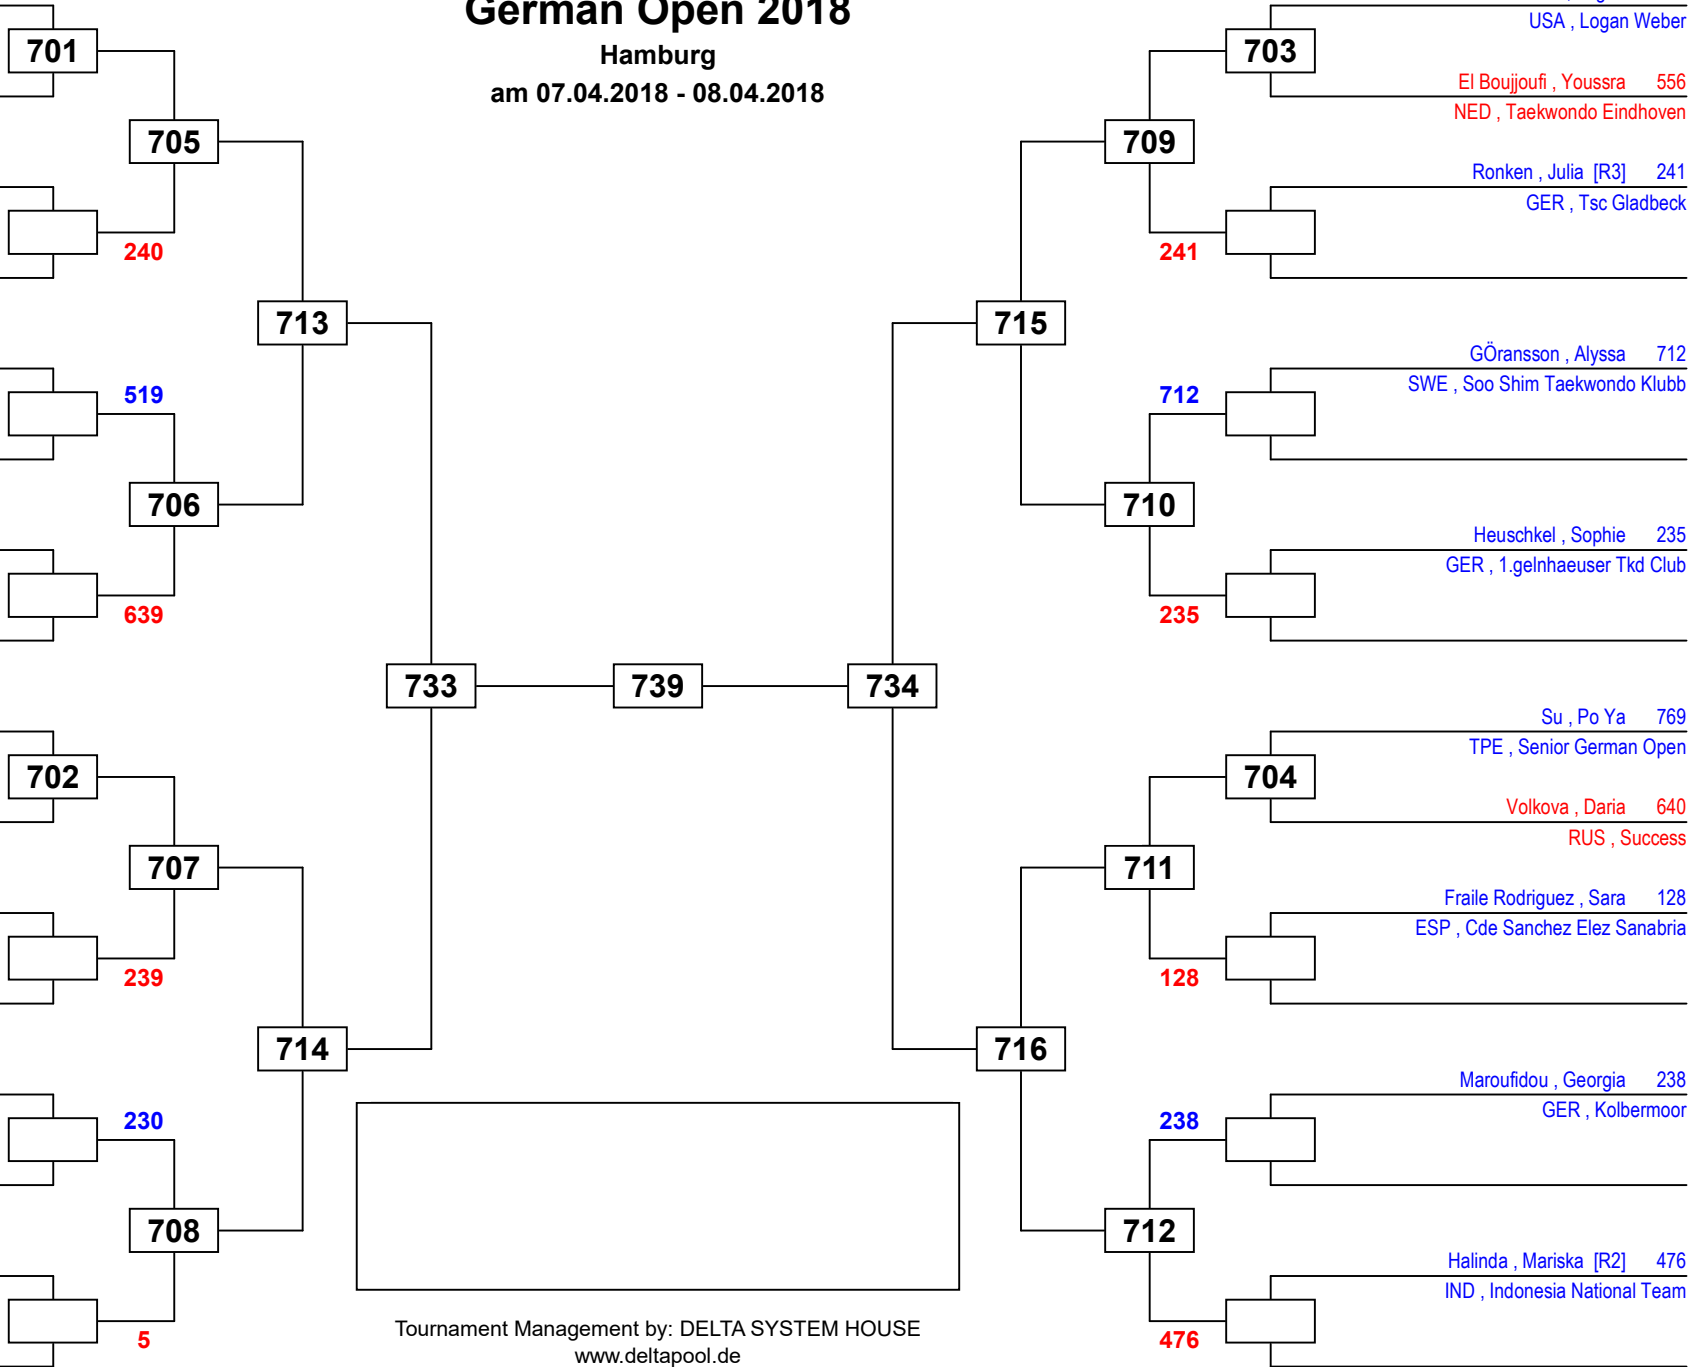 German Open 2018
Hamburg
am 07.04.2018 - 08.04.2018
701
705
240
713
519
706
639
733
739
734
702
707
239
714
230
708
5
USA , Logan Weber
703
El Boujjoufi , Youssra 556
NED , Taekwondo Eindhoven
709
Ronken , Julia [R3] 241
GER , Tsc Gladbeck
241
715
GÖransson , Alyssa 712
SWE , Soo Shim Taekwondo Klubb
712
710
Heuschkel , Sophie 235
GER , 1.gelnhaeuser Tkd Club
235
Su , Po Ya 769
TPE , Senior German Open
704
Volkova , Daria 640
RUS , Success
711
Fraile Rodriguez , Sara 128
ESP , Cde Sanchez Elez Sanabria
128
716
Maroufidou , Georgia 238
GER , Kolbermoor
238
712
Halinda , Mariska [R2] 476
IND , Indonesia National Team
476
Tournament Management by: DELTA SYSTEM HOUSE
www.deltapool.de